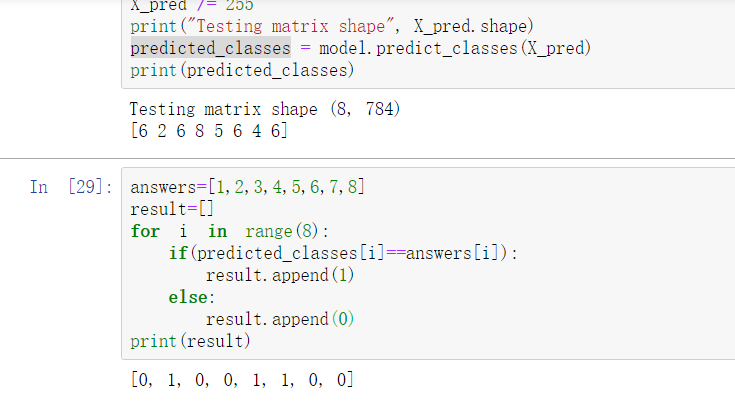 X_pred /= 255
print("Testing matrix shape", X_pred.shape)
predicted_classes = model.predict_classes(X_pred)
print(predicted_classes)
Testing matrix shape (8, 784)
[6 2 6 8 5 6 4 6]
In [29]:
answers=[1,2,3,4,5,6,7,8]
result=[]
for i in range(8):
    if(predicted_classes[i]==answers[i]):
        result.append(1)
    else:
        result.append(0)
print(result)
[0, 1, 0, 0, 1, 1, 0, 0]